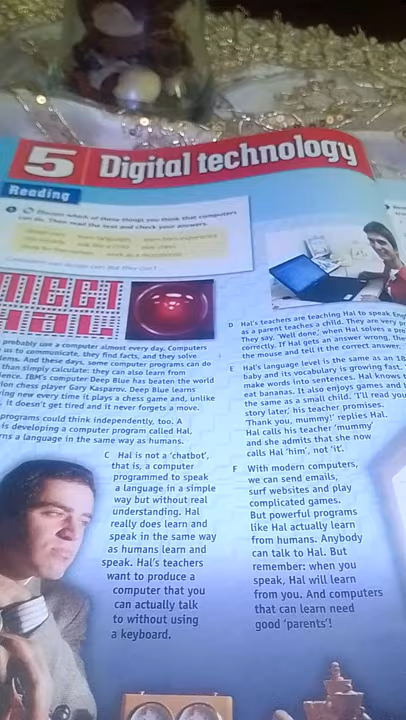 5 Digital technology
Reading
MEET
HAL
probably use a computer almost every day. Computers
us to communicate, they find facts, and they solve
lems. And these days, some computer programs can do
than simply calculate: they can also learn from
ience. IBM's computer Deep Blue has beaten the world
ion chess player Gary Kasparov. Deep Blue learns
ing new every time it plays a chess game and, unlike
, it doesn't get tired and it never forgets a move.
programs could think independently, too. A
is developing a computer program called Hal,
rns a language in the same way as humans.
C Hal is not a 'chatbot',
that is, a computer
programmed to speak
a language in a simple
way but without real
understanding. Hal
really does learn and
speak in the same way
as humans learn and
speak. Hal's teachers
want to produce a
computer that you
can actually talk
to without using
a keyboard.
D Hal's teachers are teaching Hal to speak Eng
as a parent teaches a child. They are very p
They say, 'Well done,' when Hal solves a pr
correctly. If Hal gets an answer wrong, the
the mouse and tell it the correct answer.
E Hal's language level is the same as an 18
baby and its vocabulary is growing fast.
make words into sentences. Hal knows t
eat bananas. It also enjoys games and
the same as a small child. 'I'll read you
story later,' his teacher promises.
'Thank you, mummy!' replies Hal.
Hal calls his teacher 'mummy'
and she admits that she now
calls Hal 'him', not 'it'.
F With modern computers,
we can send emails,
surf websites and play
complicated games.
But powerful programs
like Hal actually learn
from humans. Anybody
can talk to Hal. But
remember: when you
speak, Hal will learn
from you. And computers
that can learn need
good 'parents'!